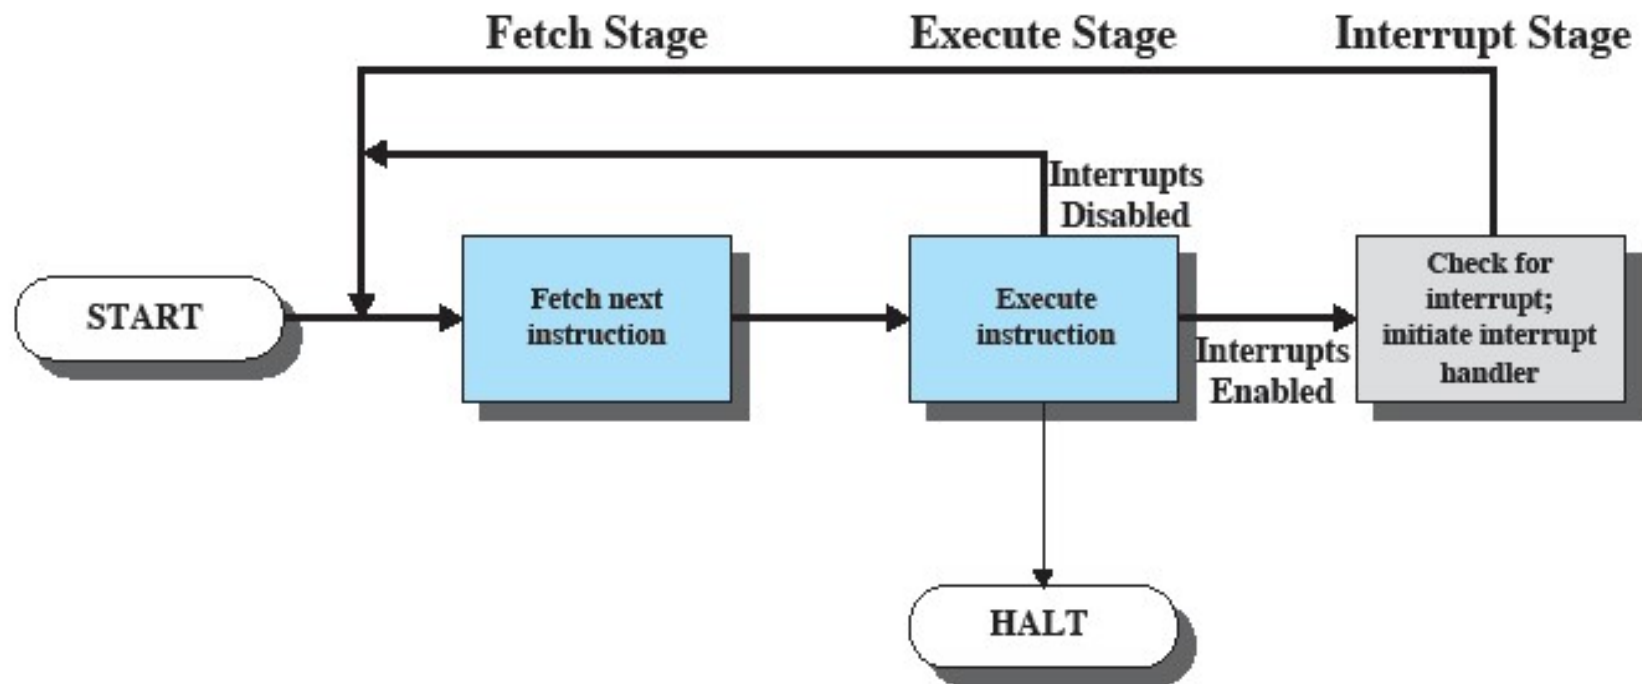 Fetch Stage
Execute Stage
Interrupt Stage
Interrupts
Disabled
START
Fetch next
instruction
Execute
instruction
Interrupts
Enabled
Check for
interrupt;
initiate interrupt
handler
HALT